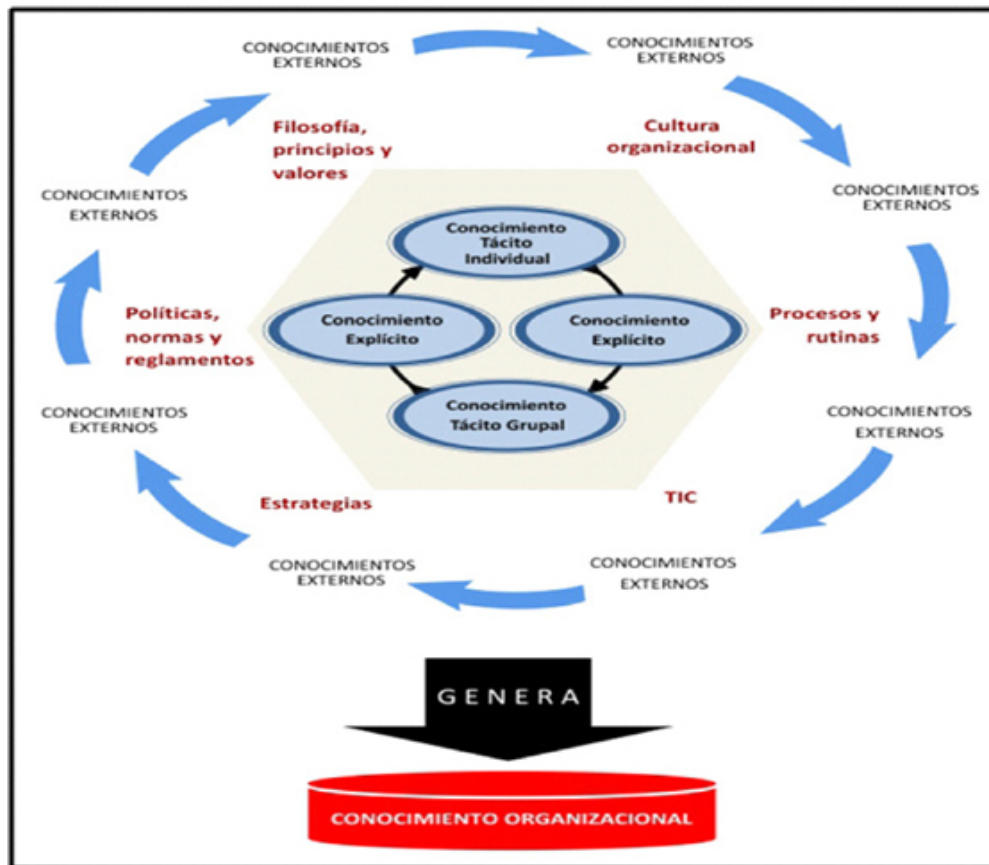 CONOCIMIENTOS
EXTERNOS
CONOCIMIENTOS
EXTERNOS
Filosofía,
principios y
valores
Cultura
organizacional
CONOCIMIENTOS
EXTERNOS
CONOCIMIENTOS
EXTERNOS
Conocimiento
Tácito
Individual
Políticas,
normas y
reglamentos
Conocimiento
Explícito
Conocimiento
Explícito
Procesos y
rutinas
CONOCIMIENTOS
EXTERNOS
Conocimiento
Tácito Grupal
CONOCIMIENTOS
EXTERNOS
Estrategias
TIC
CONOCIMIENTOS
EXTERNOS
CONOCIMIENTOS
EXTERNOS
GENERA
CONOCIMIENTO ORGANIZACIONAL